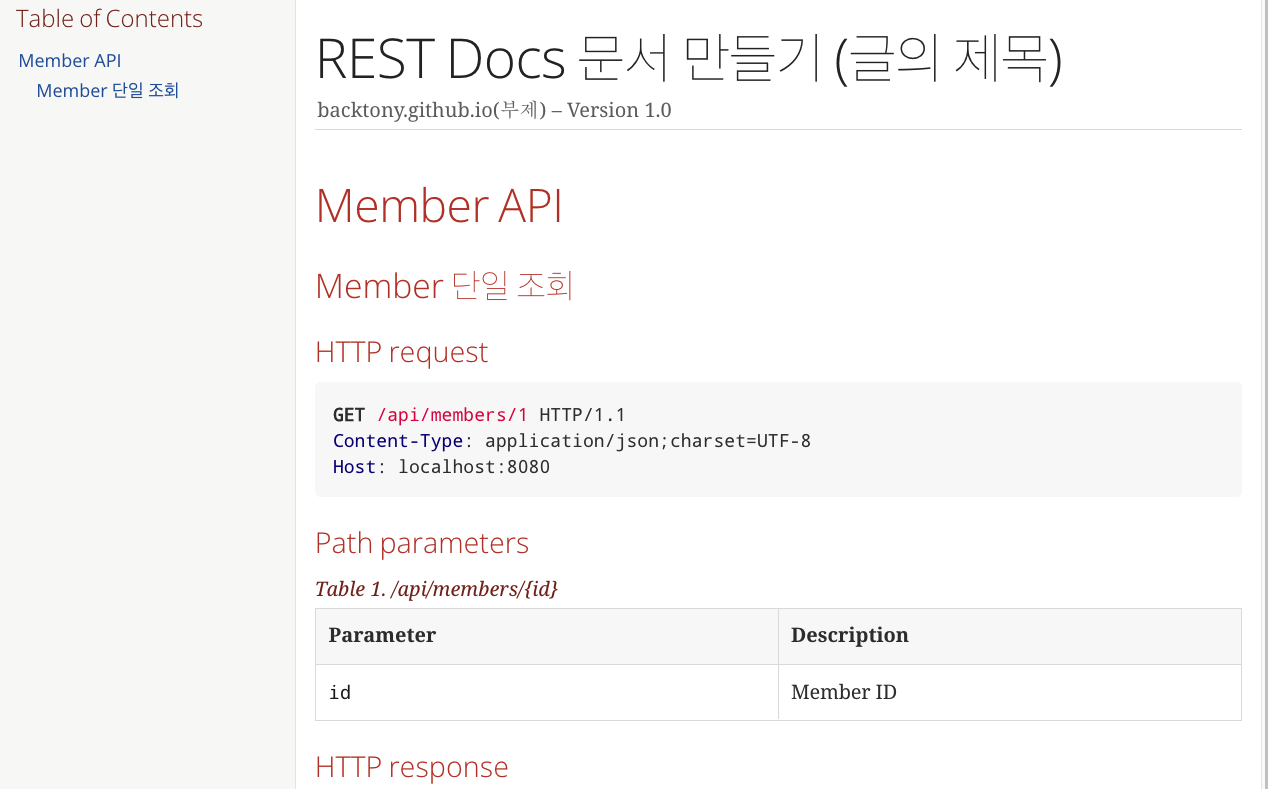 Table of Contents
Member API
Member 단일 조회
REST Docs 문서 만들기 (글의 제목)
backtony.github.io(부제) – Version 1.0
Member API
Member 단일 조회
HTTP request
GET /api/members/1 HTTP/1.1
Content-Type: application/json;charset=UTF-8
Host: localhost:8080
Path parameters
Table 1. /api/members/{id}
Parameter Description
id Member ID
HTTP response